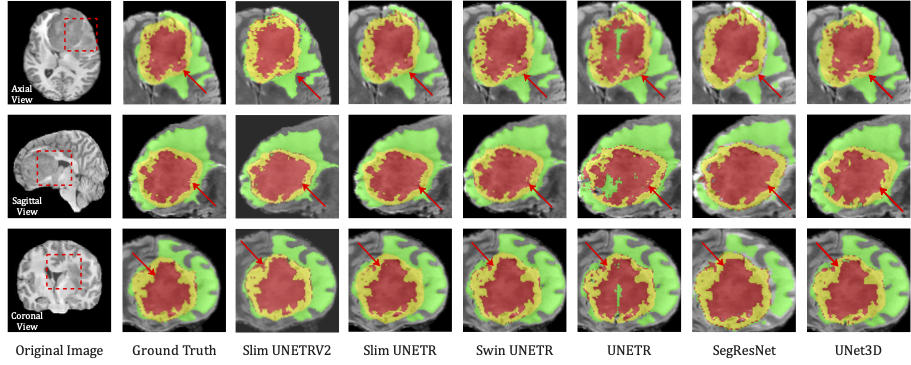 Axial
View
Sagittal
View
Coronal
View
Original Image Ground Truth Slim UNETRV2 Slim UNETR Swin UNETR UNETR SegResNet UNet3D